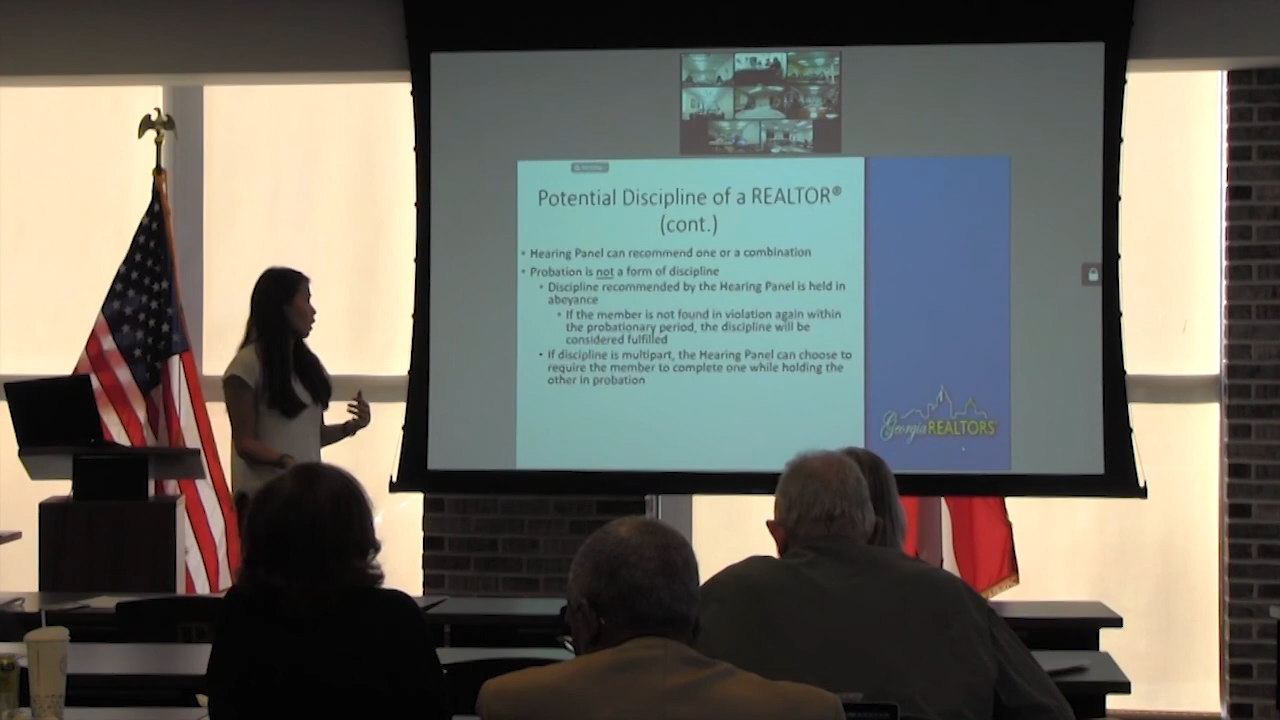 Potential Discipline of a REALTOR®
(cont.)
• Hearing Panel can recommend one or a combination
• Probation is not a form of discipline
• Discipline recommended by the Hearing Panel is held in
abeyance
• If the member is not found in violation again within
the probationary period, the discipline will be
considered fulfilled
• If discipline is multipart, the Hearing Panel can choose to
require the member to complete one while holding the
other in probation
Georgia REALTORS®